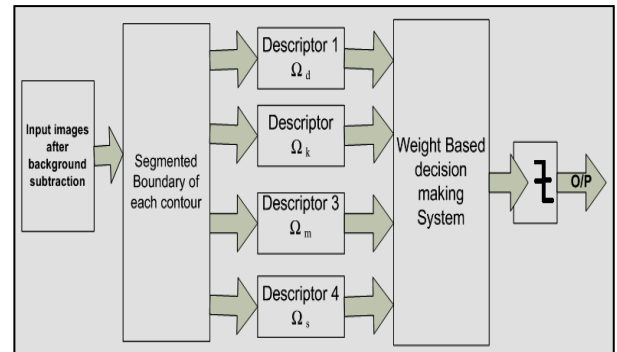 Input images
after
background
subtraction
Segmented
Boundary of
each contour
Descriptor 1
Ω d
Descriptor
Ω k
Descriptor 3
Ω m
Descriptor 4
Ω s
Weight Based
decision
making
System
O/P